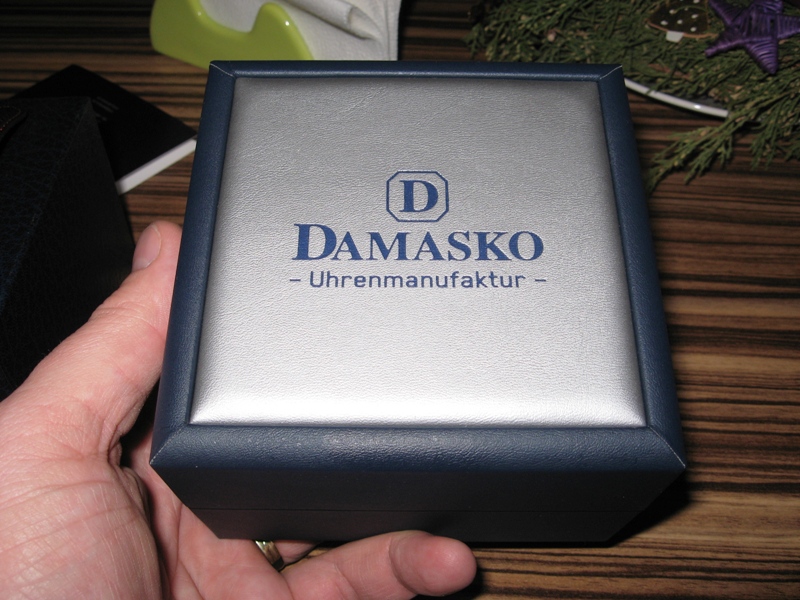 D
DAMASKO
– Uhrenmanufaktur –